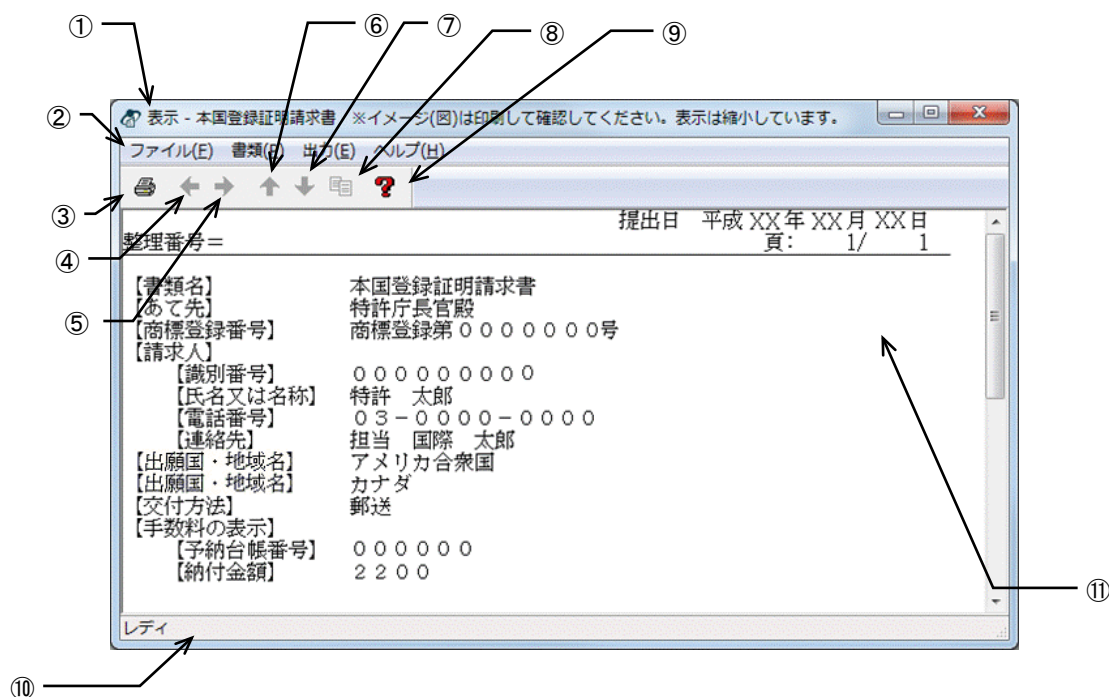 ① ⑥ ⑦ ⑧ ⑨
② 表示 - 本国登録証明請求書 ※イメージ(図)は印刷して確認してください。表示は縮小しています。
ファイル(F) 書類(P) 出力(E) ヘルプ(H)
③
提出日 平成 XX年 XX月 XX日
整理番号＝ 頁: 1/ 1
④
【書類名】 本国登録証明請求書
【あて先】 特許庁長官殿
⑤
【商標登録番号】 商標登録第０００００００号
【請求人】
【識別番号】 ０００００００００
【氏名又は名称】 特許 太郎
【電話番号】 ０３－００００－００００
【連絡先】 担当 国際 太郎
【出願国・地域名】 アメリカ合衆国
【出願国・地域名】 カナダ
【交付方法】 郵送
【手数料の表示】
【予納台帳番号】 ００００００
【納付金額】 ２２００
⑪
レディ
⑩